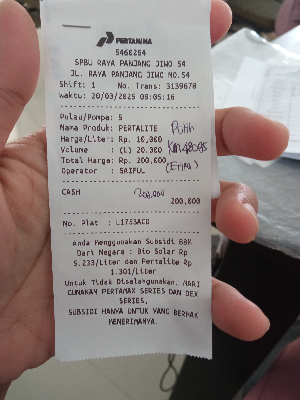 PERTAMINA
5460264
SPBU RAYA PANJANG JIWO 54
JL. RAYA PANJANG JIWO NO.54
Shift: 1 No. Trans: 3139678
Waktu: 20/03/2025 09:05:16
Pulau/Pompa: 5
Nama Produk: PERTALITE Putih
Harga/Liter: Rp. 10,000
Volume : (L) 20.000
Total Harga: Rp. 200,000
Operator : SAIFUL
CASH 200,000
200,000
No. Plat : L1753ACD
Anda Menggunakan Subsidi BBM
Dari Negara : Bio Solar Rp
5.233/Liter dan Pertalite Rp
1.301/Liter
Untuk Tidak Disalahgunakan. MARI
GUNAKAN PERTAMAX SERIES DAN DEX
SERIES,
SUBSIDI HANYA UNTUK YANG BERHAK
MENERIMANYA.